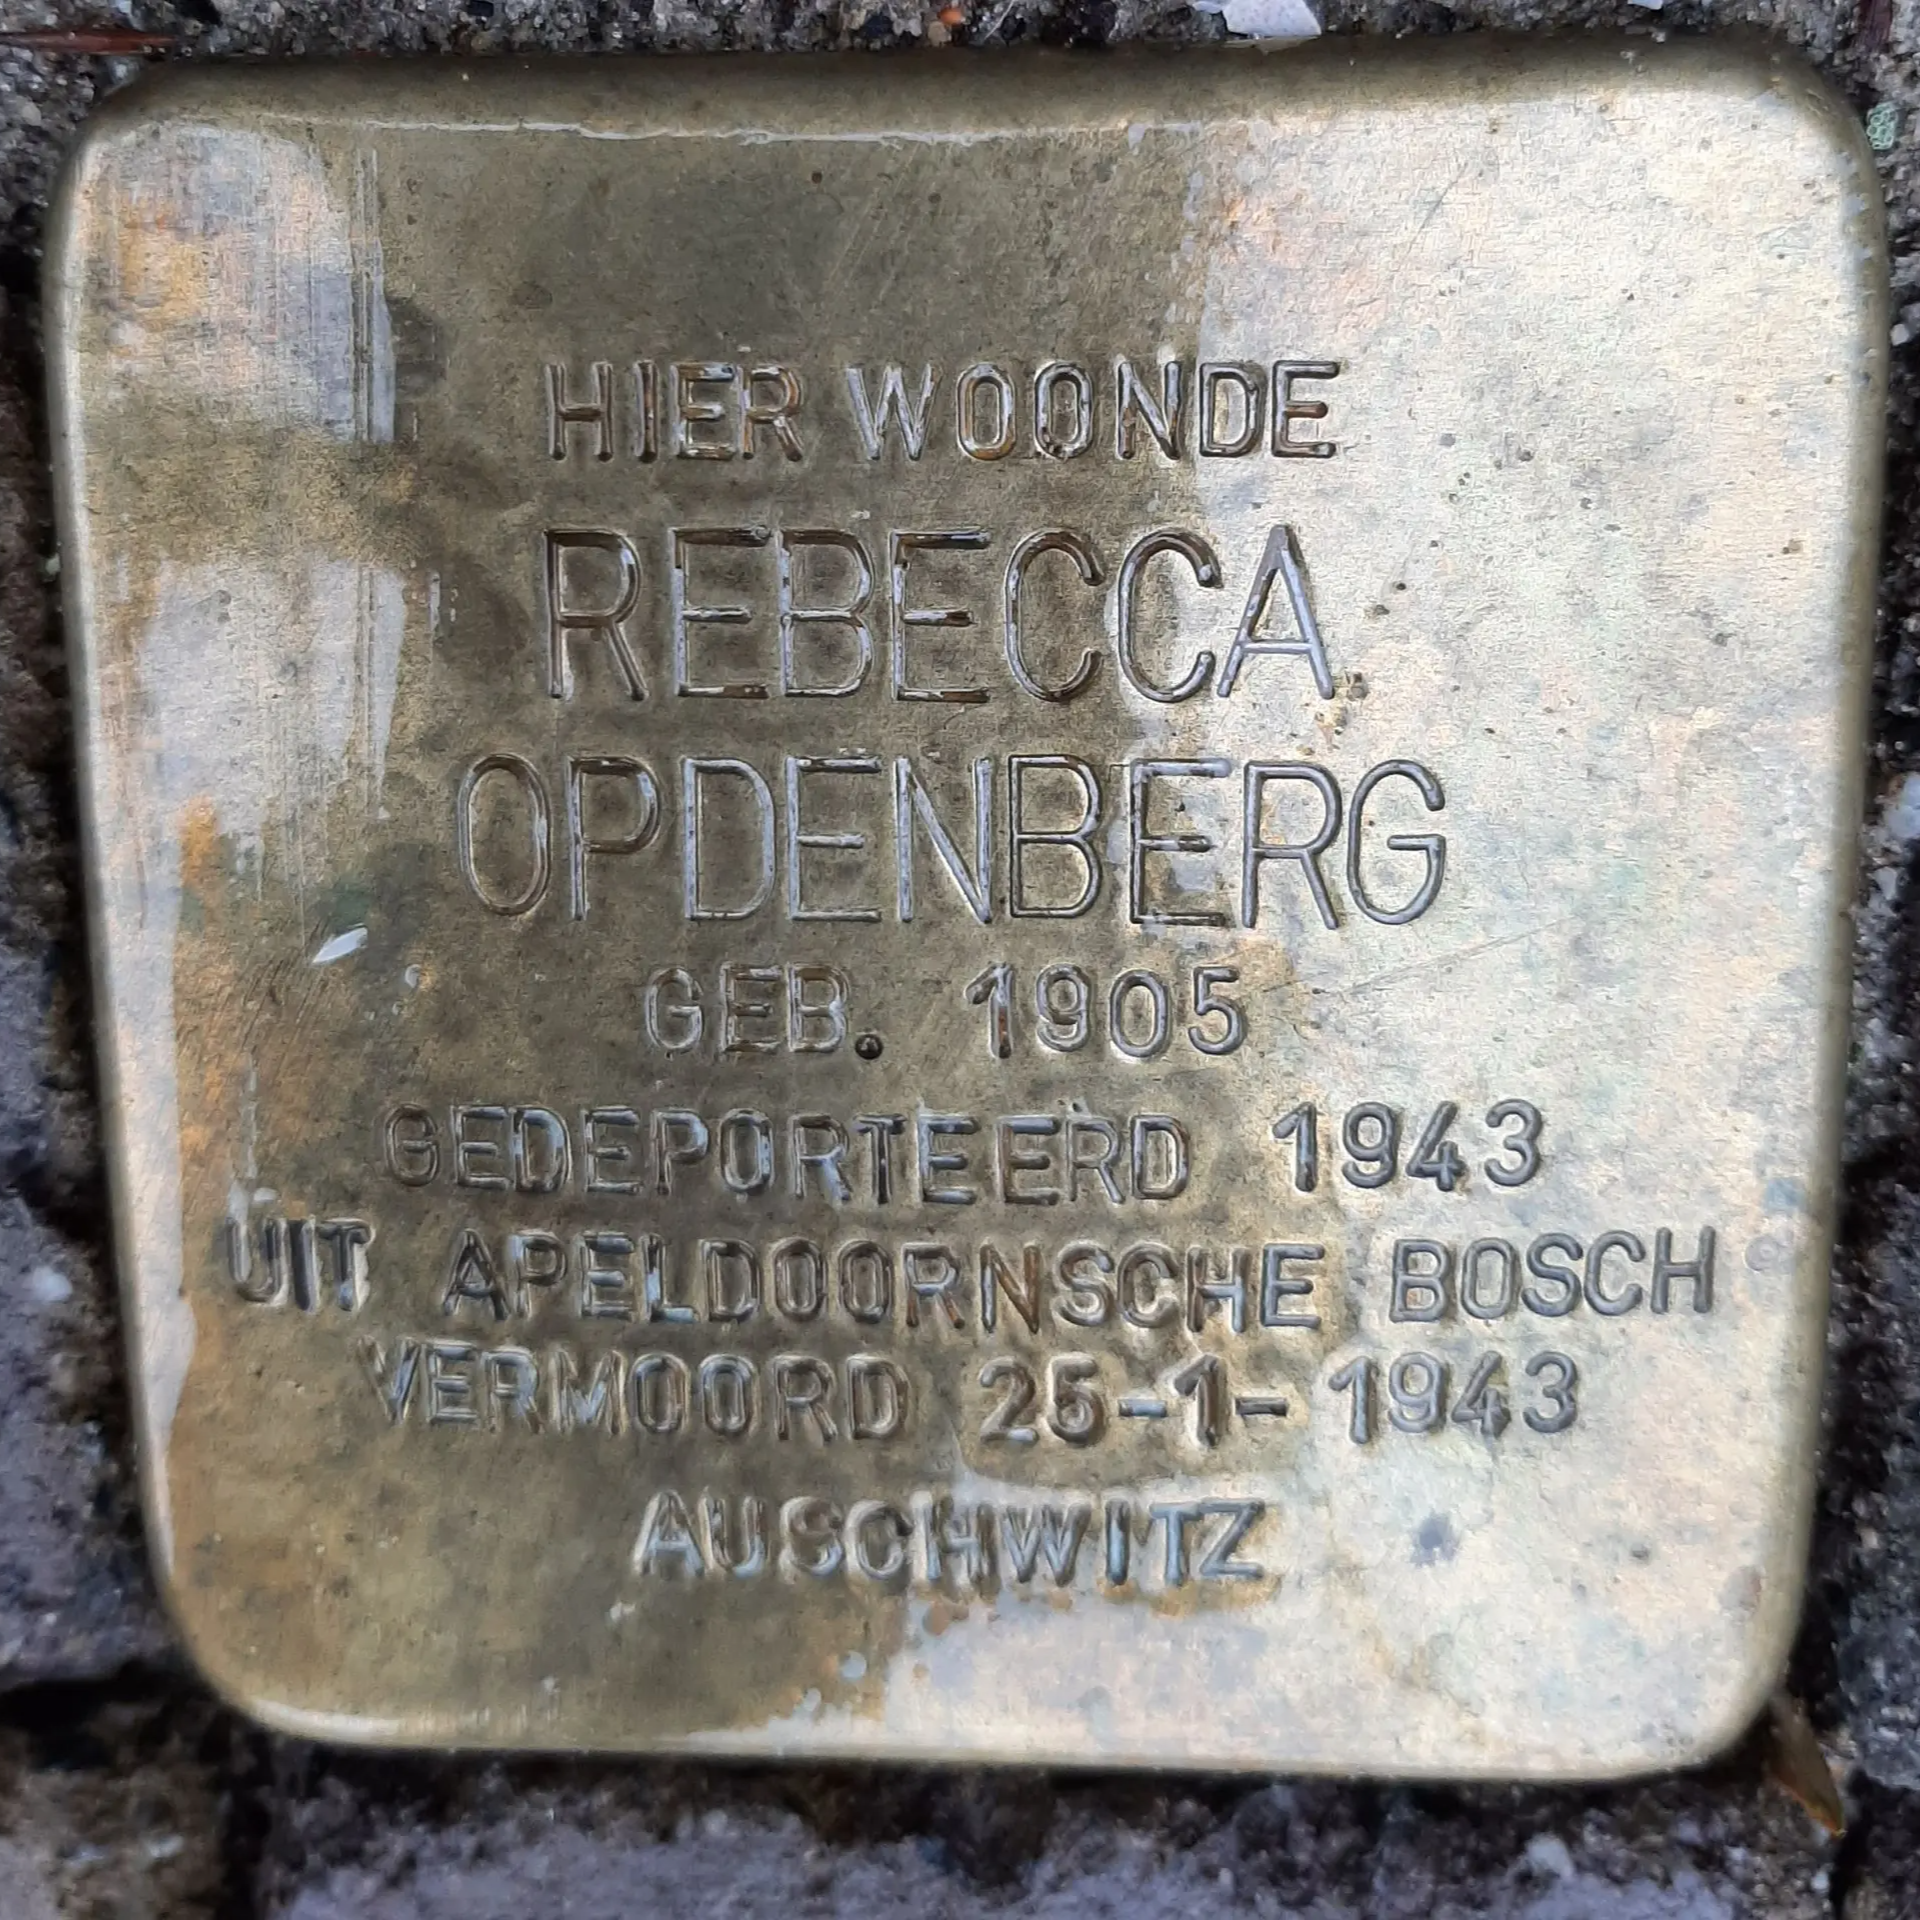 HIER WOONDE
REBECCA
OPDENBERG
GEB. 1905
GEDEPORTEERD 1943
UIT APELDOORNSCHE BOSCH
VERMOORD 25-1-1943
AUSCHWITZ